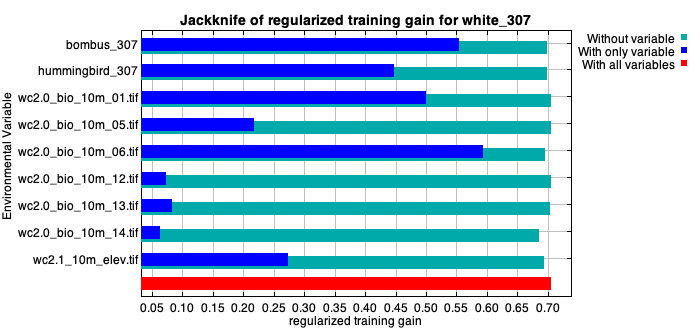 Jackknife of regularized training gain for white_307
Without variable
With only variable
With all variables
Environmental Variable
bombus_307
hummingbird_307
wc2.0_bio_10m_01.tif
wc2.0_bio_10m_05.tif
wc2.0_bio_10m_06.tif
wc2.0_bio_10m_12.tif
wc2.0_bio_10m_13.tif
wc2.0_bio_10m_14.tif
wc2.1_10m_elev.tif
0.05 0.10 0.15 0.20 0.25 0.30 0.35 0.40 0.45 0.50 0.55 0.60 0.65 0.70
regularized training gain